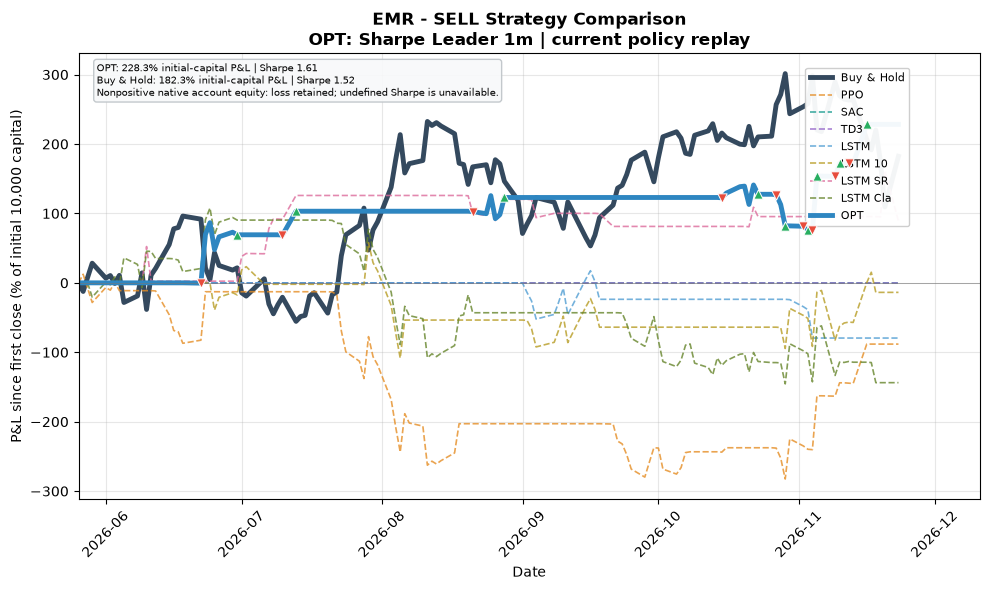 EMR - SELL Strategy Comparison
OPT: Sharpe Leader 1m | current policy replay
OPT: 228.3% initial-capital P&L | Sharpe 1.61
Buy & Hold: 182.3% initial-capital P&L | Sharpe 1.52
Nonpositive native account equity: loss retained; undefined Sharpe is unavailable.
Buy & Hold
PPO
SAC
TD3
LSTM
LSTM 10
LSTM SR
LSTM Cla
OPT
P&L since first close (% of initial 10,000 capital)
300
200
100
0
−100
−200
−300
2026-06
2026-07
2026-08
2026-09
2026-10
2026-11
2026-12
Date